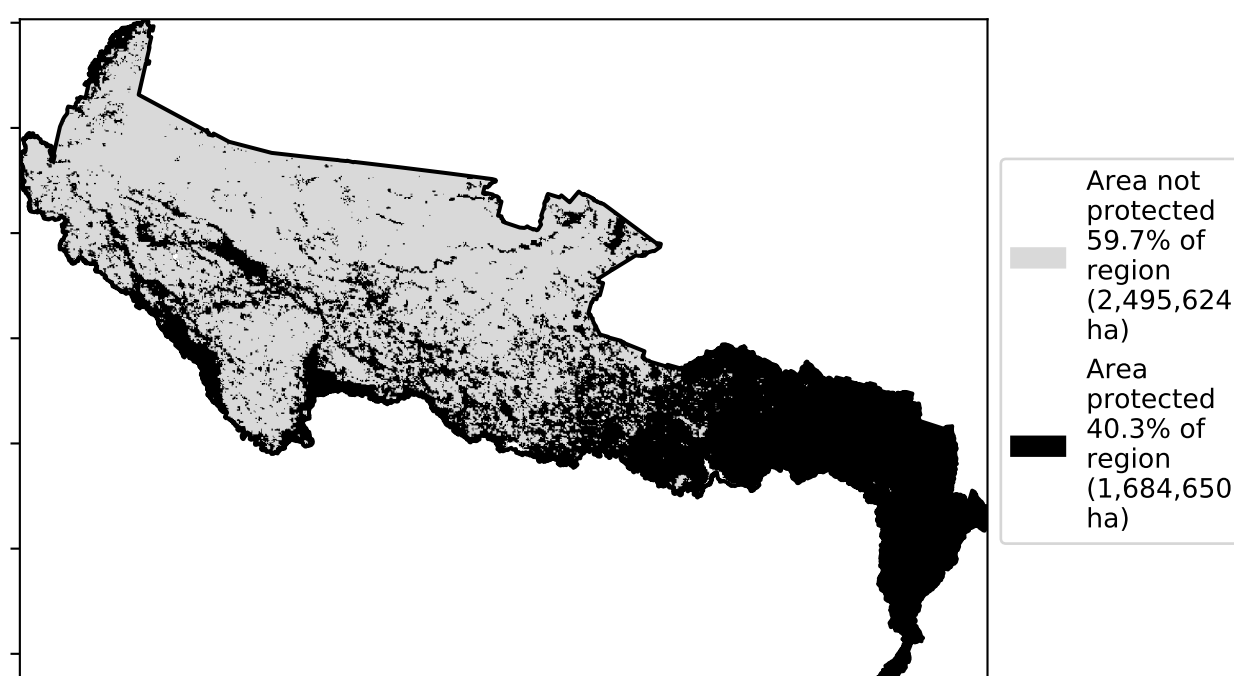 Area not
protected
59.7% of
region
(2,495,624
ha)
Area
protected
40.3% of
region
(1,684,650
ha)